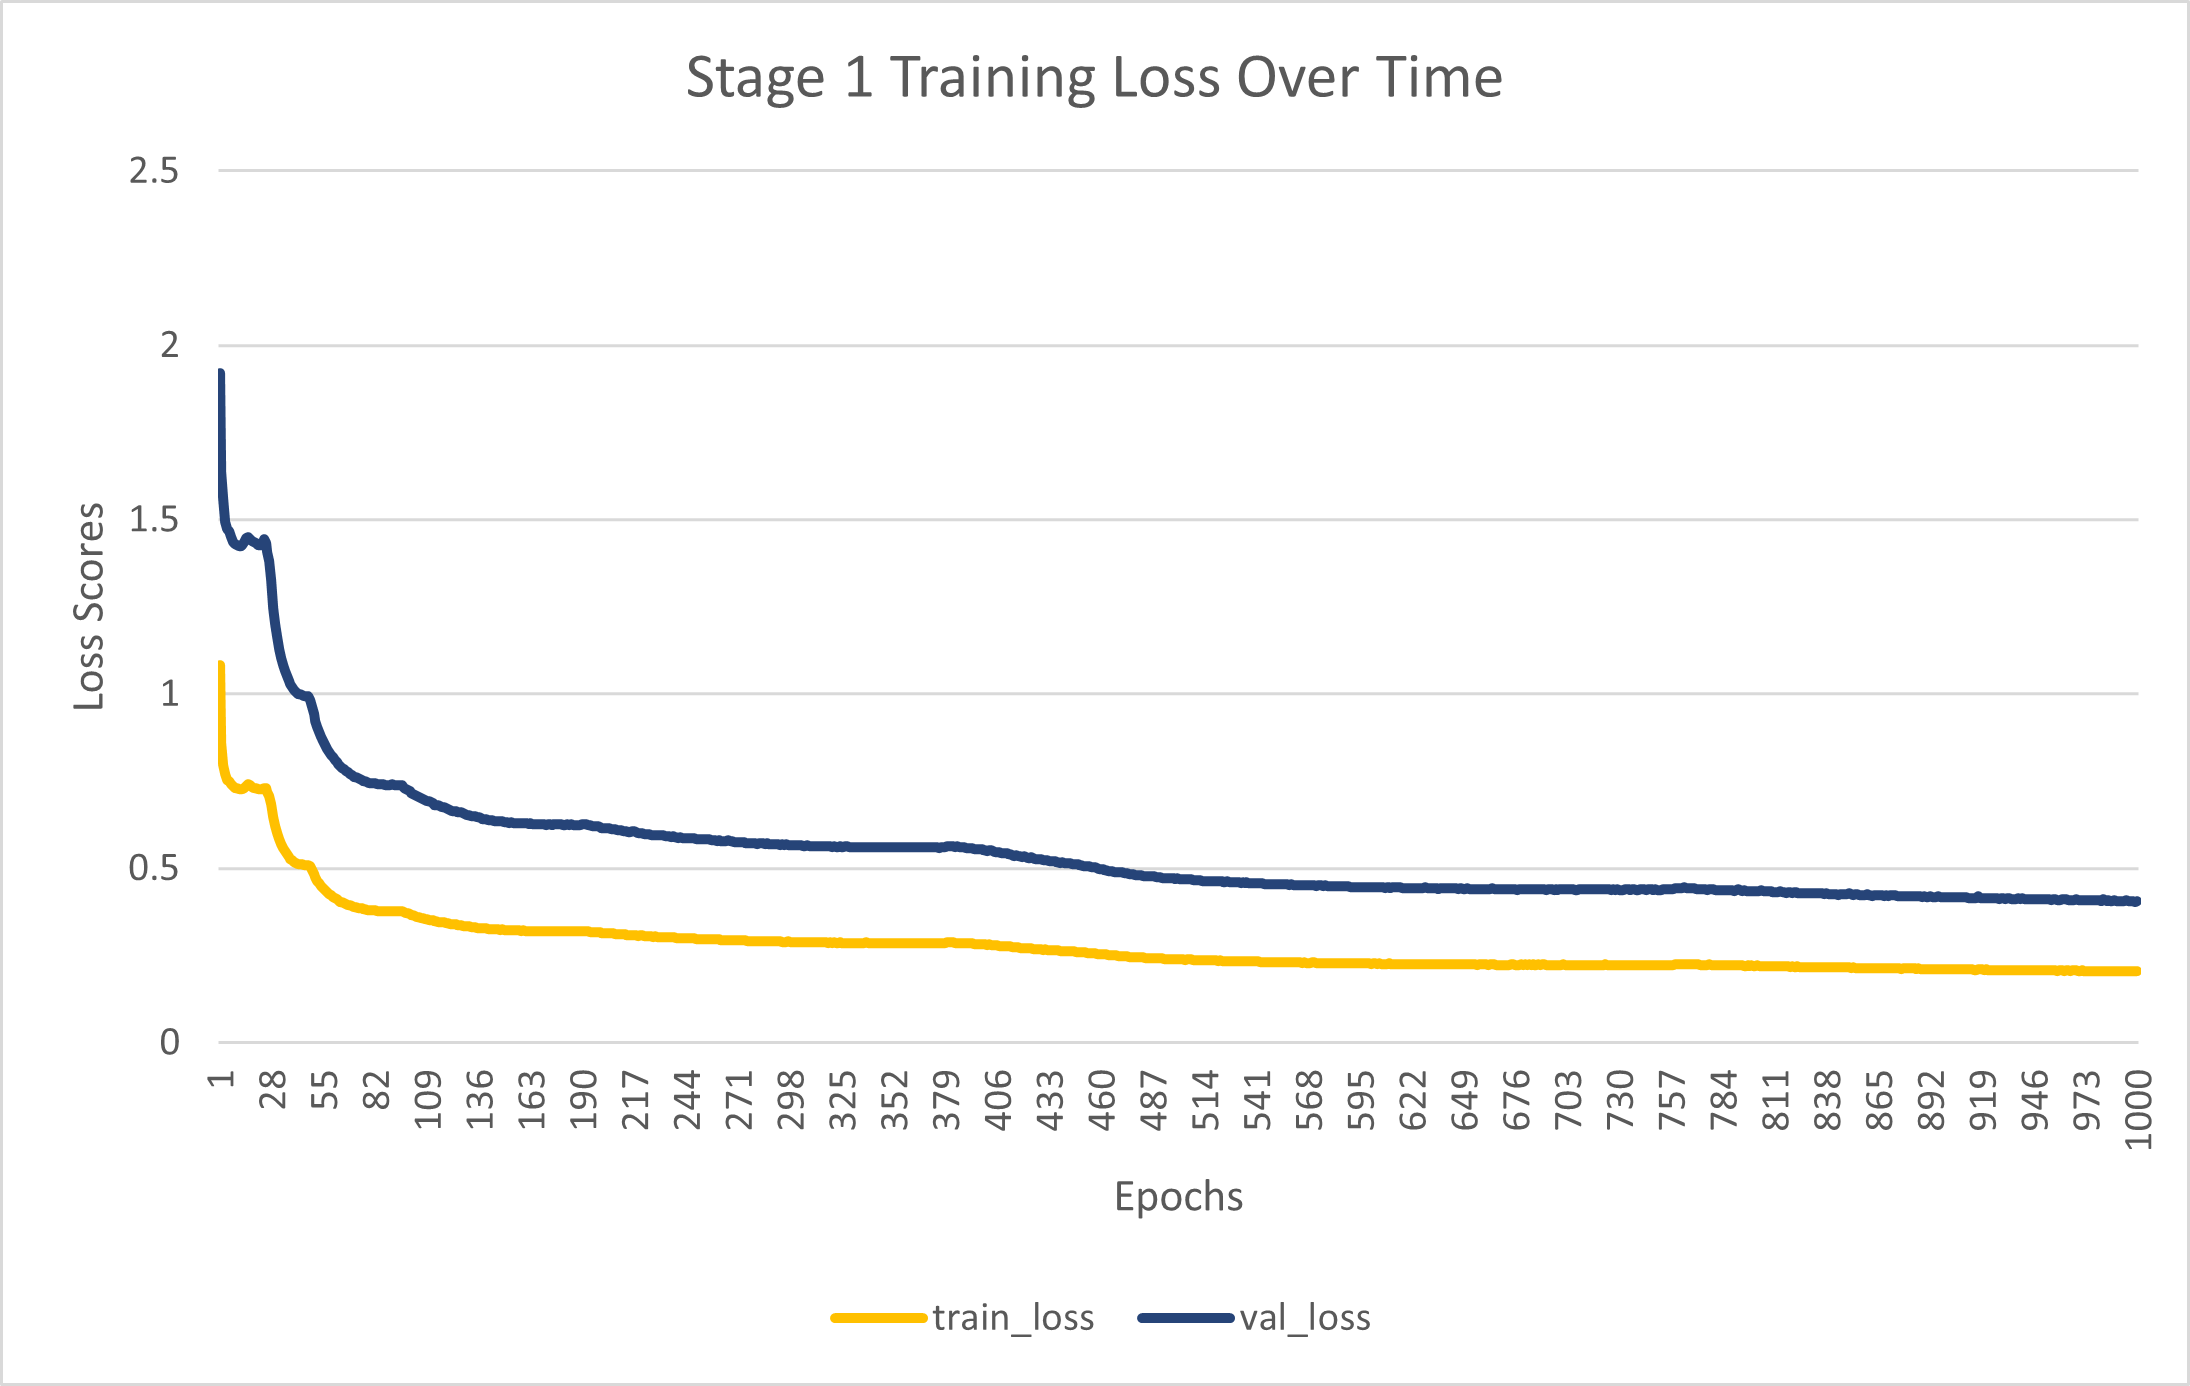 Stage 1 Training Loss Over Time
2.5
2
1.5
1
0.5
0
Loss Scores
1 28 55 82 109 136 163 190 217 244 271 298 325 352 379 406 433 460 487 514 541 568 595 622 649 676 703 730 757 784 811 838 865 892 919 946 973 1000
Epochs
train_loss val_loss